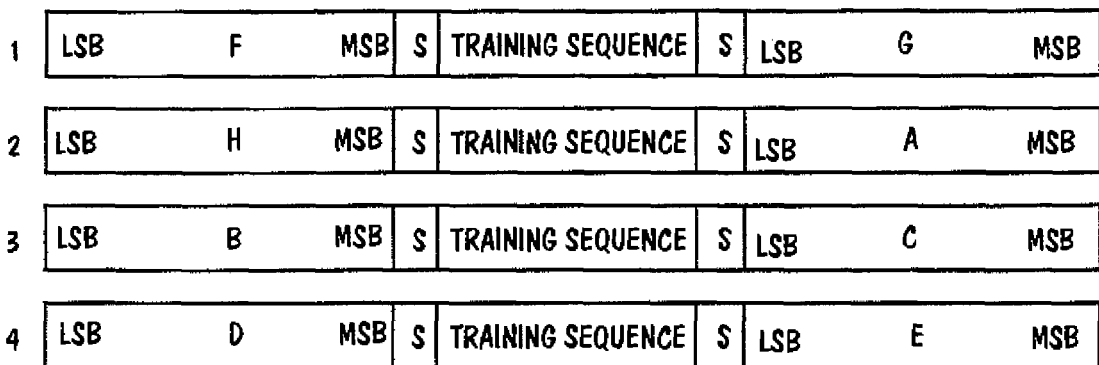 1 LSB F MSB S TRAINING SEQUENCE S LSB G MSB
2 LSB H MSB S TRAINING SEQUENCE S LSB A MSB
3 LSB B MSB S TRAINING SEQUENCE S LSB C MSB
4 LSB D MSB S TRAINING SEQUENCE S LSB E MSB